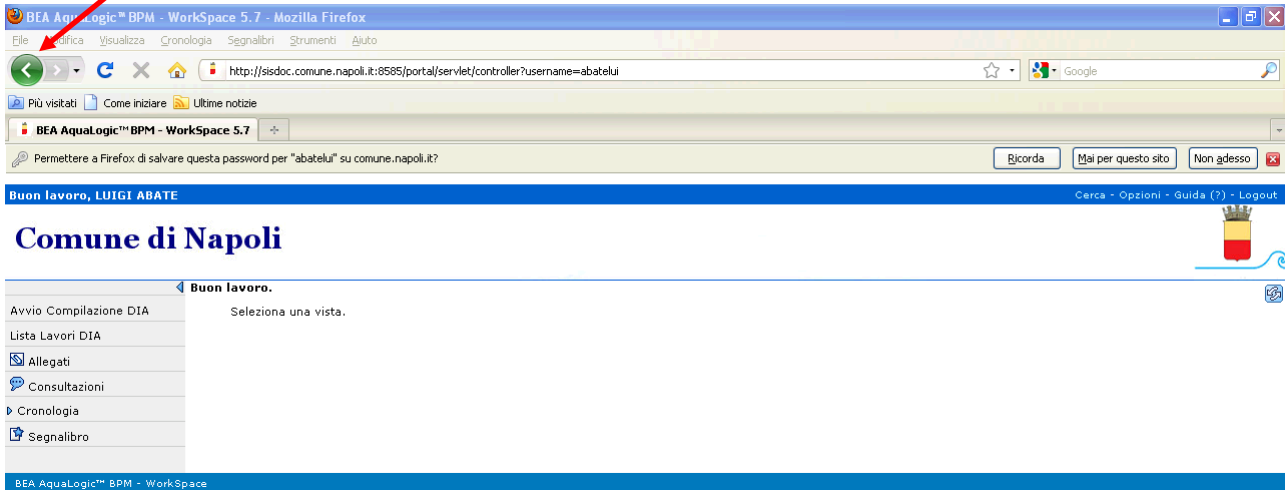 BEA AquaLogic™ BPM - WorkSpace 5.7 - Mozilla Firefox
File Modifica Visualizza Cronologia Segnalibri Strumenti Aiuto
http://sisdoc.comune.napoli.it:8585/portal/servlet/controller?username=abatelui
Google
Più visitati Come iniziare Ultime notizie
BEA AquaLogic™ BPM - WorkSpace 5.7
Permettere a Firefox di salvare questa password per "abatelui" su comune.napoli.it? Ricorda Mai per questo sito Non adesso
Buon lavoro, LUIGI ABATE Cerca - Opzioni - Guida (?) - Logout
Comune di Napoli
Buon lavoro.
Avvio Compilazione DIA Seleziona una vista.
Lista Lavori DIA
Allegati
Consultazioni
Cronologia
Segnalibro
BEA AquaLogic™ BPM - WorkSpace